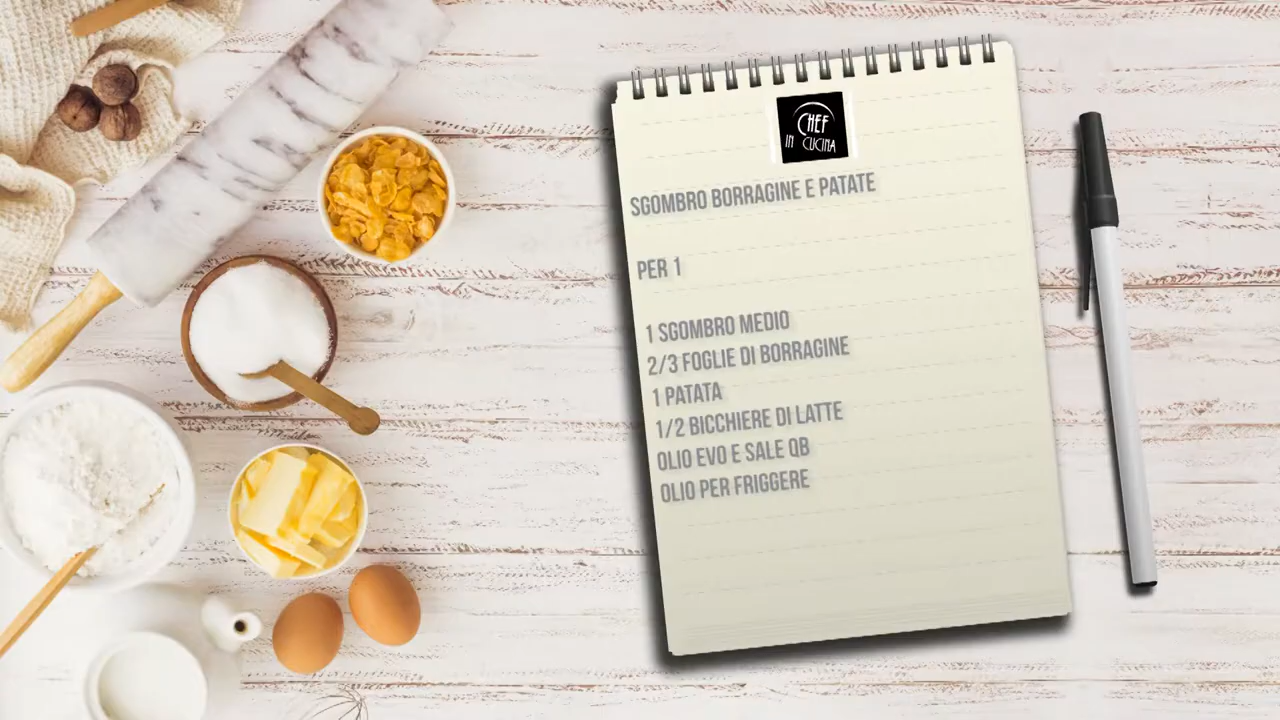 CHEF
IN CUCINA
SGOMBRO BORRAGINE E PATATE
PER 1
1 SGOMBRO MEDIO
2/3 FOGLIE DI BORRAGINE
1 PATATA
1/2 BICCHIERE DI LATTE
OLIO EVO E SALE QB
OLIO PER FRIGGERE